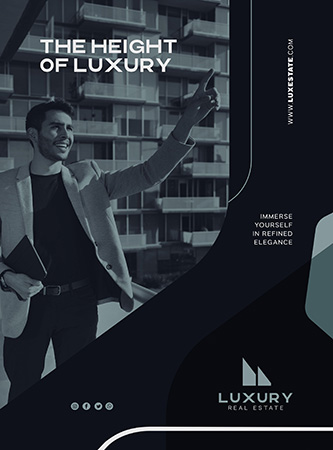 THE HEIGHT
OF LUXURY
WWW.LUXESTATE.COM
IMMERSE
YOURSELF
IN REFINED
ELEGANCE
LUXURY
REAL ESTATE